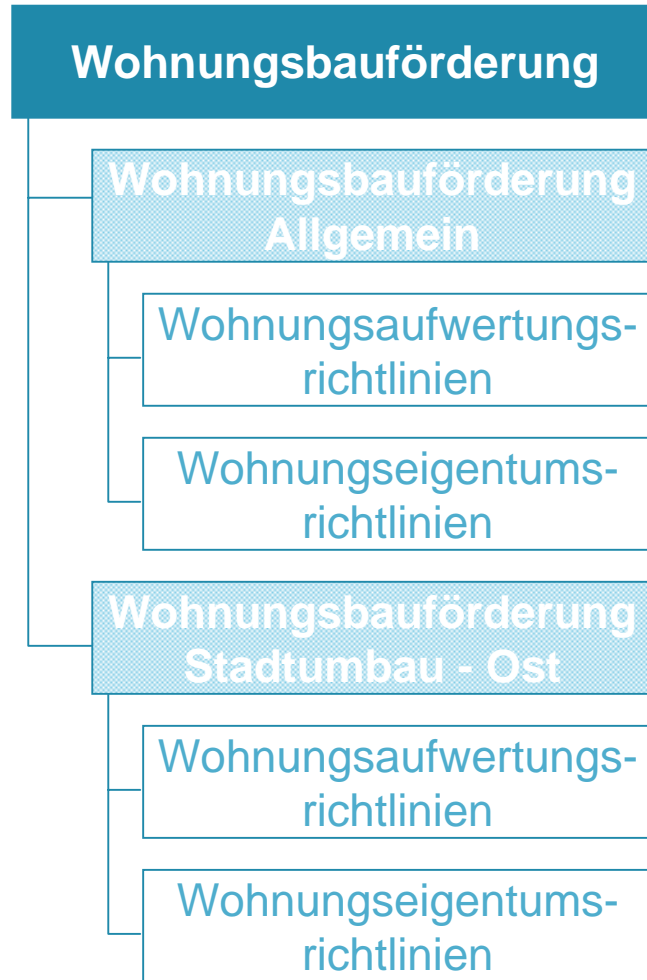 Wohnungsbauförderung
Wohnungsbauförderung
Allgemein
Wohnungsaufwertungs-
richtlinien
Wohnungseigentums-
richtlinien
Wohnungsbauförderung
Stadtumbau - Ost
Wohnungsaufwertungs-
richtlinien
Wohnungseigentums-
richtlinien